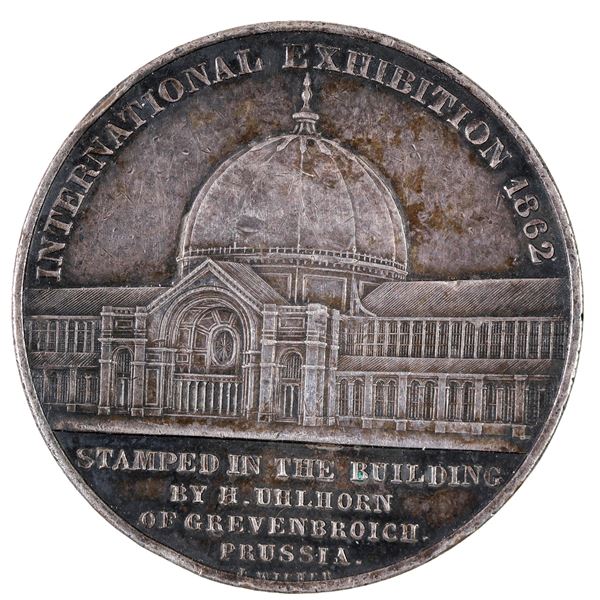 INTERNATIONAL EXHIBITION 1862
STAMPED IN THE BUILDING
BY H. UHLHORN
OF GREVENBROICH.
PRUSSIA.